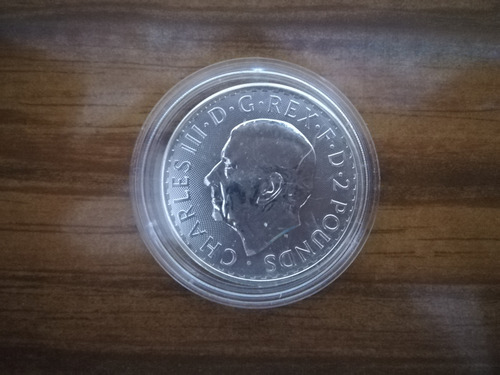 CHARLES III · D · G · REX · F · D · 2 POUNDS ·